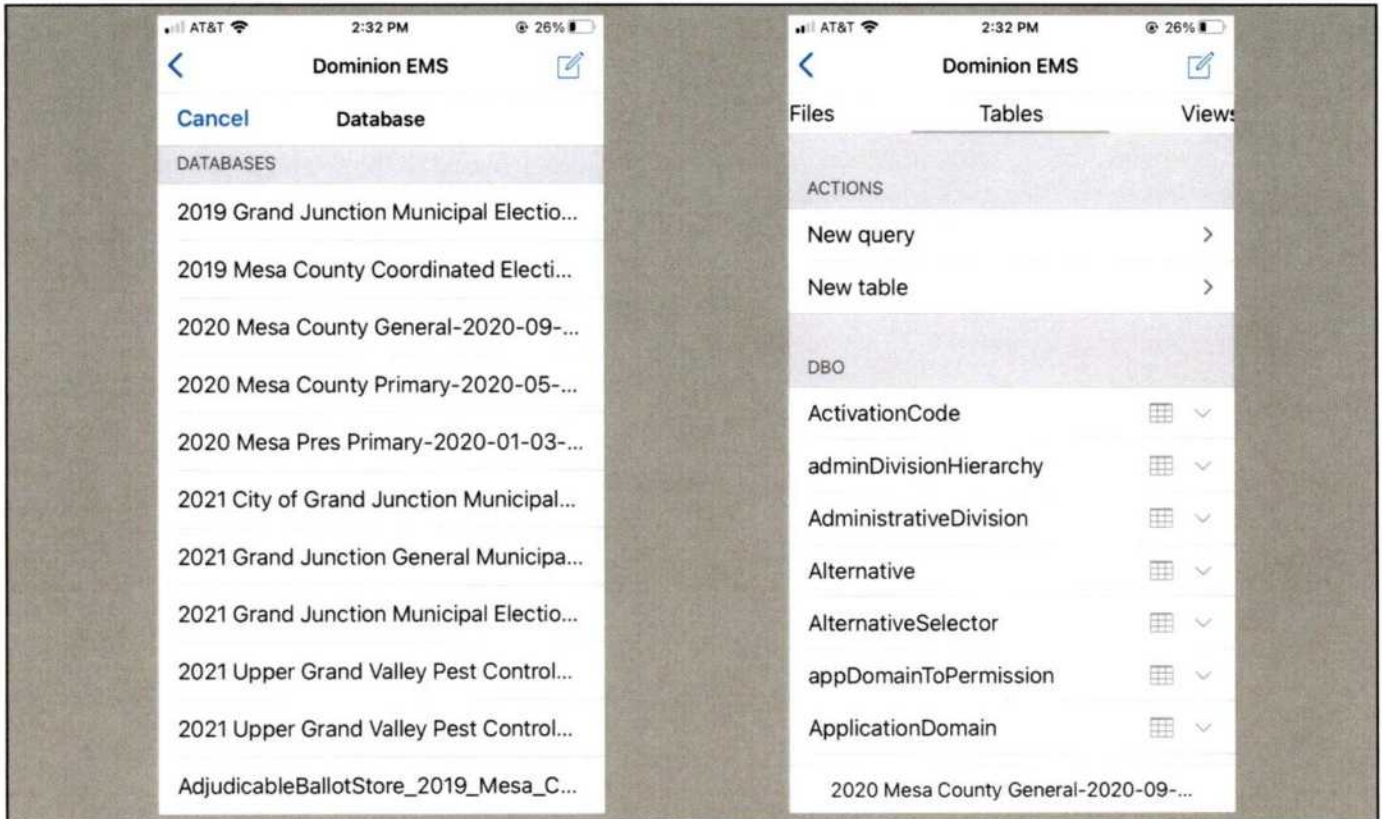 AT&T 2:32 PM 26%
Dominion EMS
Cancel Database
DATABASES
2019 Grand Junction Municipal Electio...
2019 Mesa County Coordinated Electi...
2020 Mesa County General-2020-09-...
2020 Mesa County Primary-2020-05-...
2020 Mesa Pres Primary-2020-01-03-...
2021 City of Grand Junction Municipal...
2021 Grand Junction General Municipa...
2021 Grand Junction Municipal Electio...
2021 Upper Grand Valley Pest Control...
2021 Upper Grand Valley Pest Control...
AdjudicableBallotStore_2019_Mesa_C...
AT&T 2:32 PM 26%
Dominion EMS
Files Tables Views
ACTIONS
New query
New table
DBO
ActivationCode
adminDivisionHierarchy
AdministrativeDivision
Alternative
AlternativeSelector
appDomainToPermission
ApplicationDomain
2020 Mesa County General-2020-09-...